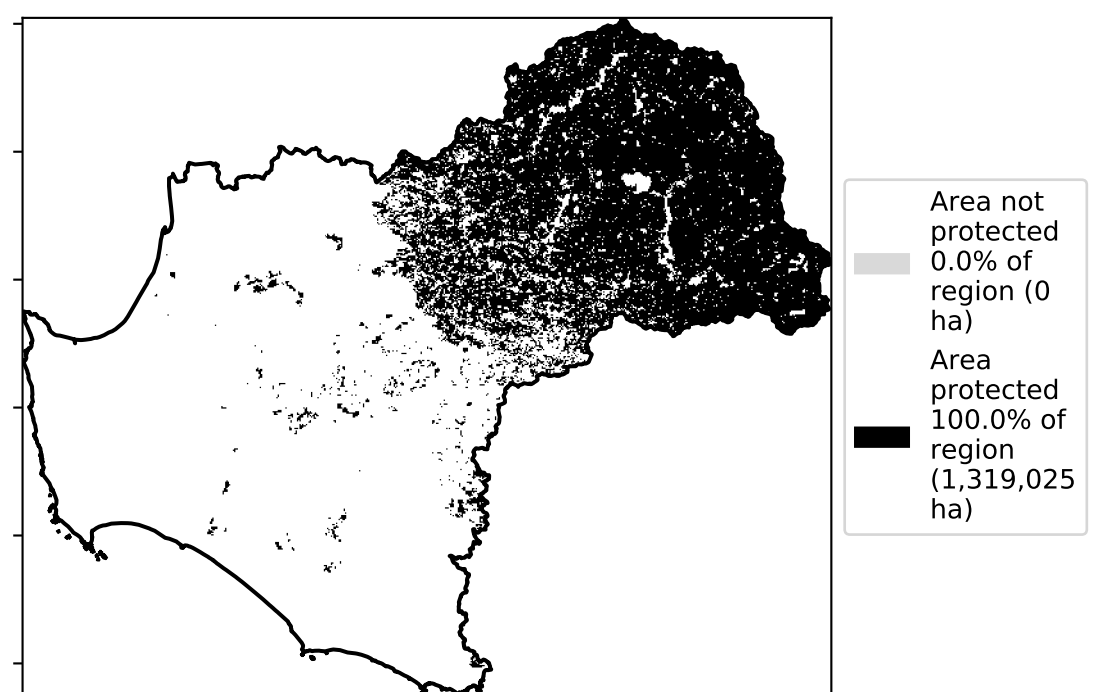 Area not
protected
0.0% of
region (0
ha)
Area
protected
100.0% of
region
(1,319,025
ha)